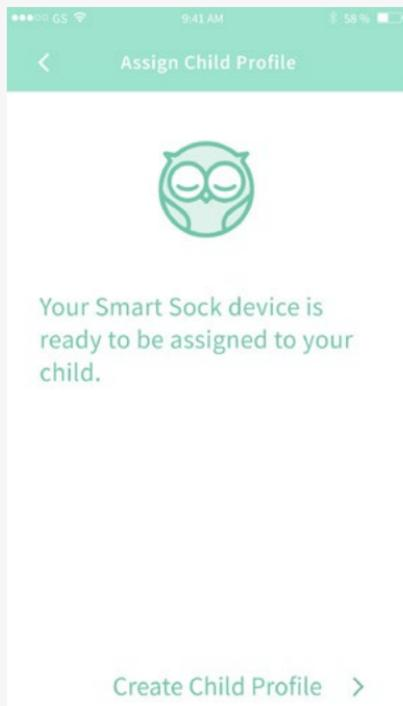 GS 9:41 AM 58 %
Assign Child Profile
Your Smart Sock device is
ready to be assigned to your
child.
Create Child Profile